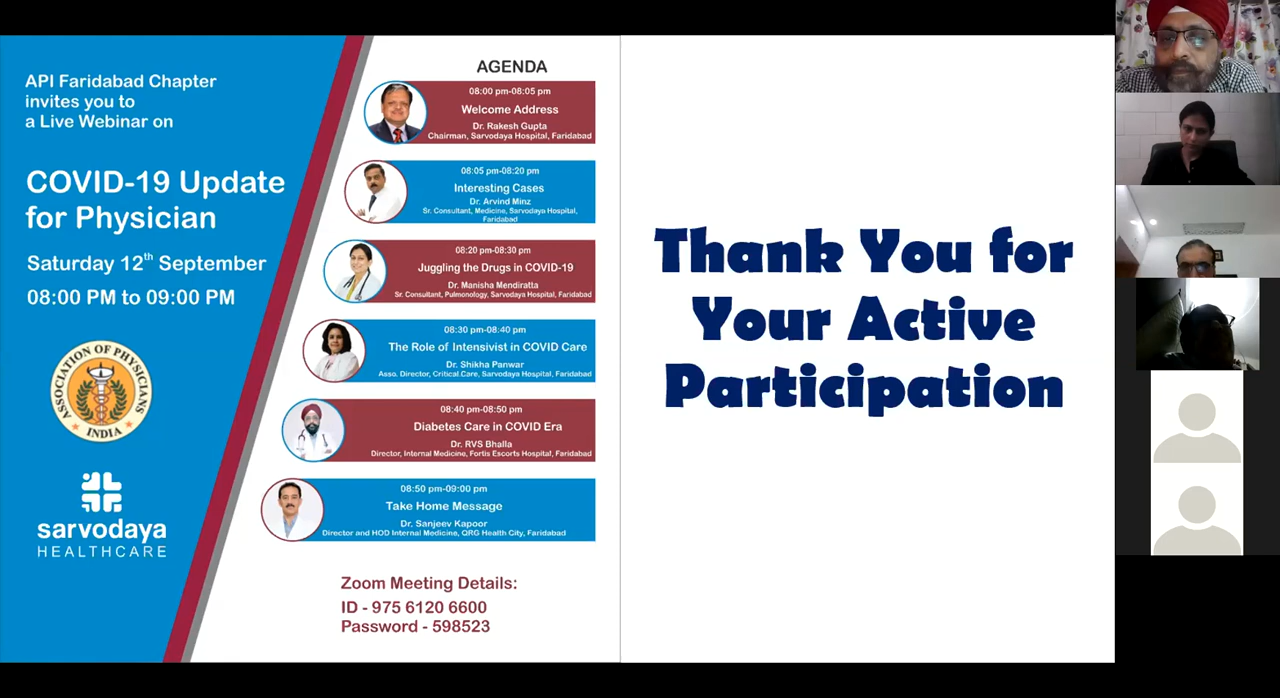 API Faridabad Chapter
invites you to
a Live Webinar on
COVID-19 Update
for Physician
Saturday 12th September
08:00 PM to 09:00 PM
ASSOCIATION OF PHYSICIANS
INDIA
sarvodaya
HEALTHCARE
AGENDA
08:00 pm-08:05 pm
Welcome Address
Dr. Rakesh Gupta
Chairman, Sarvodaya Hospital, Faridabad
08:05 pm-08:20 pm
Interesting Cases
Dr. Arvind Minz
Sr. Consultant, Medicine, Sarvodaya Hospital,
Faridabad
08:20 pm-08:30 pm
Juggling the Drugs in COVID-19
Dr. Manisha Mendiratta
Sr. Consultant, Pulmonology, Sarvodaya Hospital, Faridabad
08:30 pm-08:40 pm
The Role of Intensivist in COVID Care
Dr. Shikha Panwar
Asso. Director, Critical Care, Sarvodaya Hospital, Faridabad
08:40 pm-08:50 pm
Diabetes Care in COVID Era
Dr. RVS Bhalla
Director, Internal Medicine, Fortis Escorts Hospital, Faridabad
08:50 pm-09:00 pm
Take Home Message
Dr. Sanjeev Kapoor
Director and HOD Internal Medicine, QRG Health City, Faridabad
Zoom Meeting Details:
ID - 975 6120 6600
Password - 598523
Thank You for
Your Active
Participation